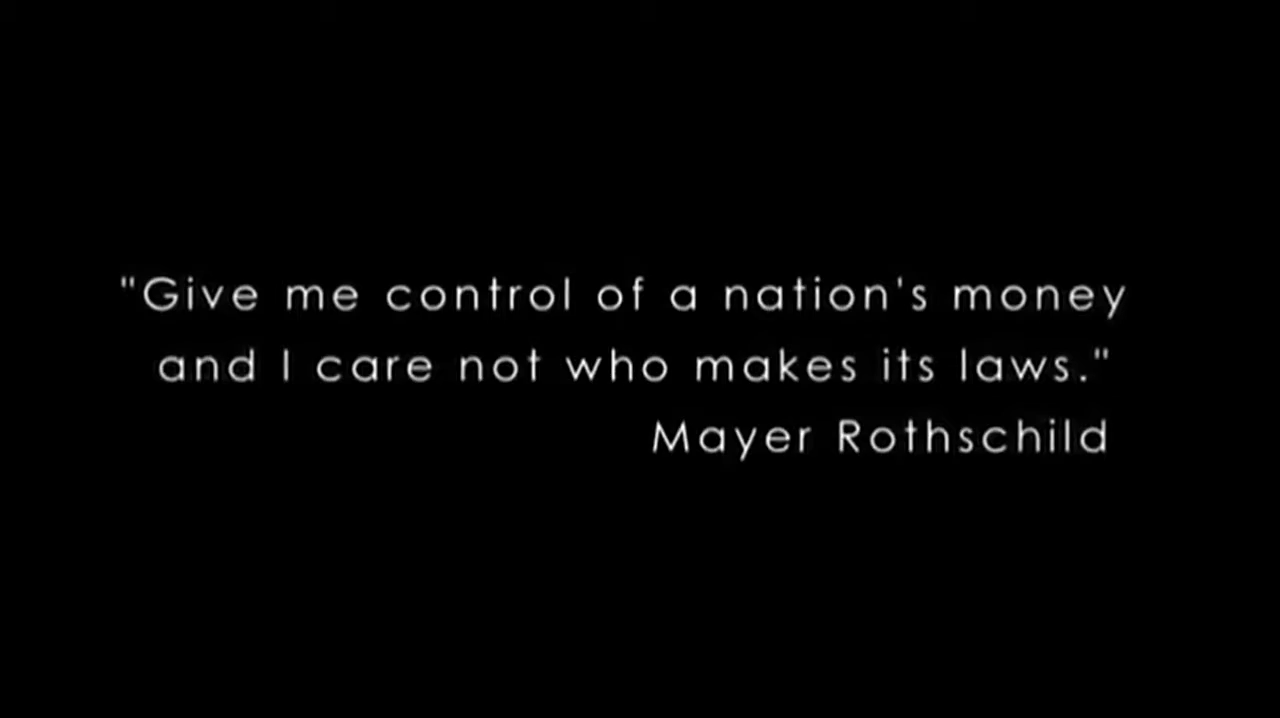 "Give me control of a nation's money
and I care not who makes its laws."
Mayer Rothschild